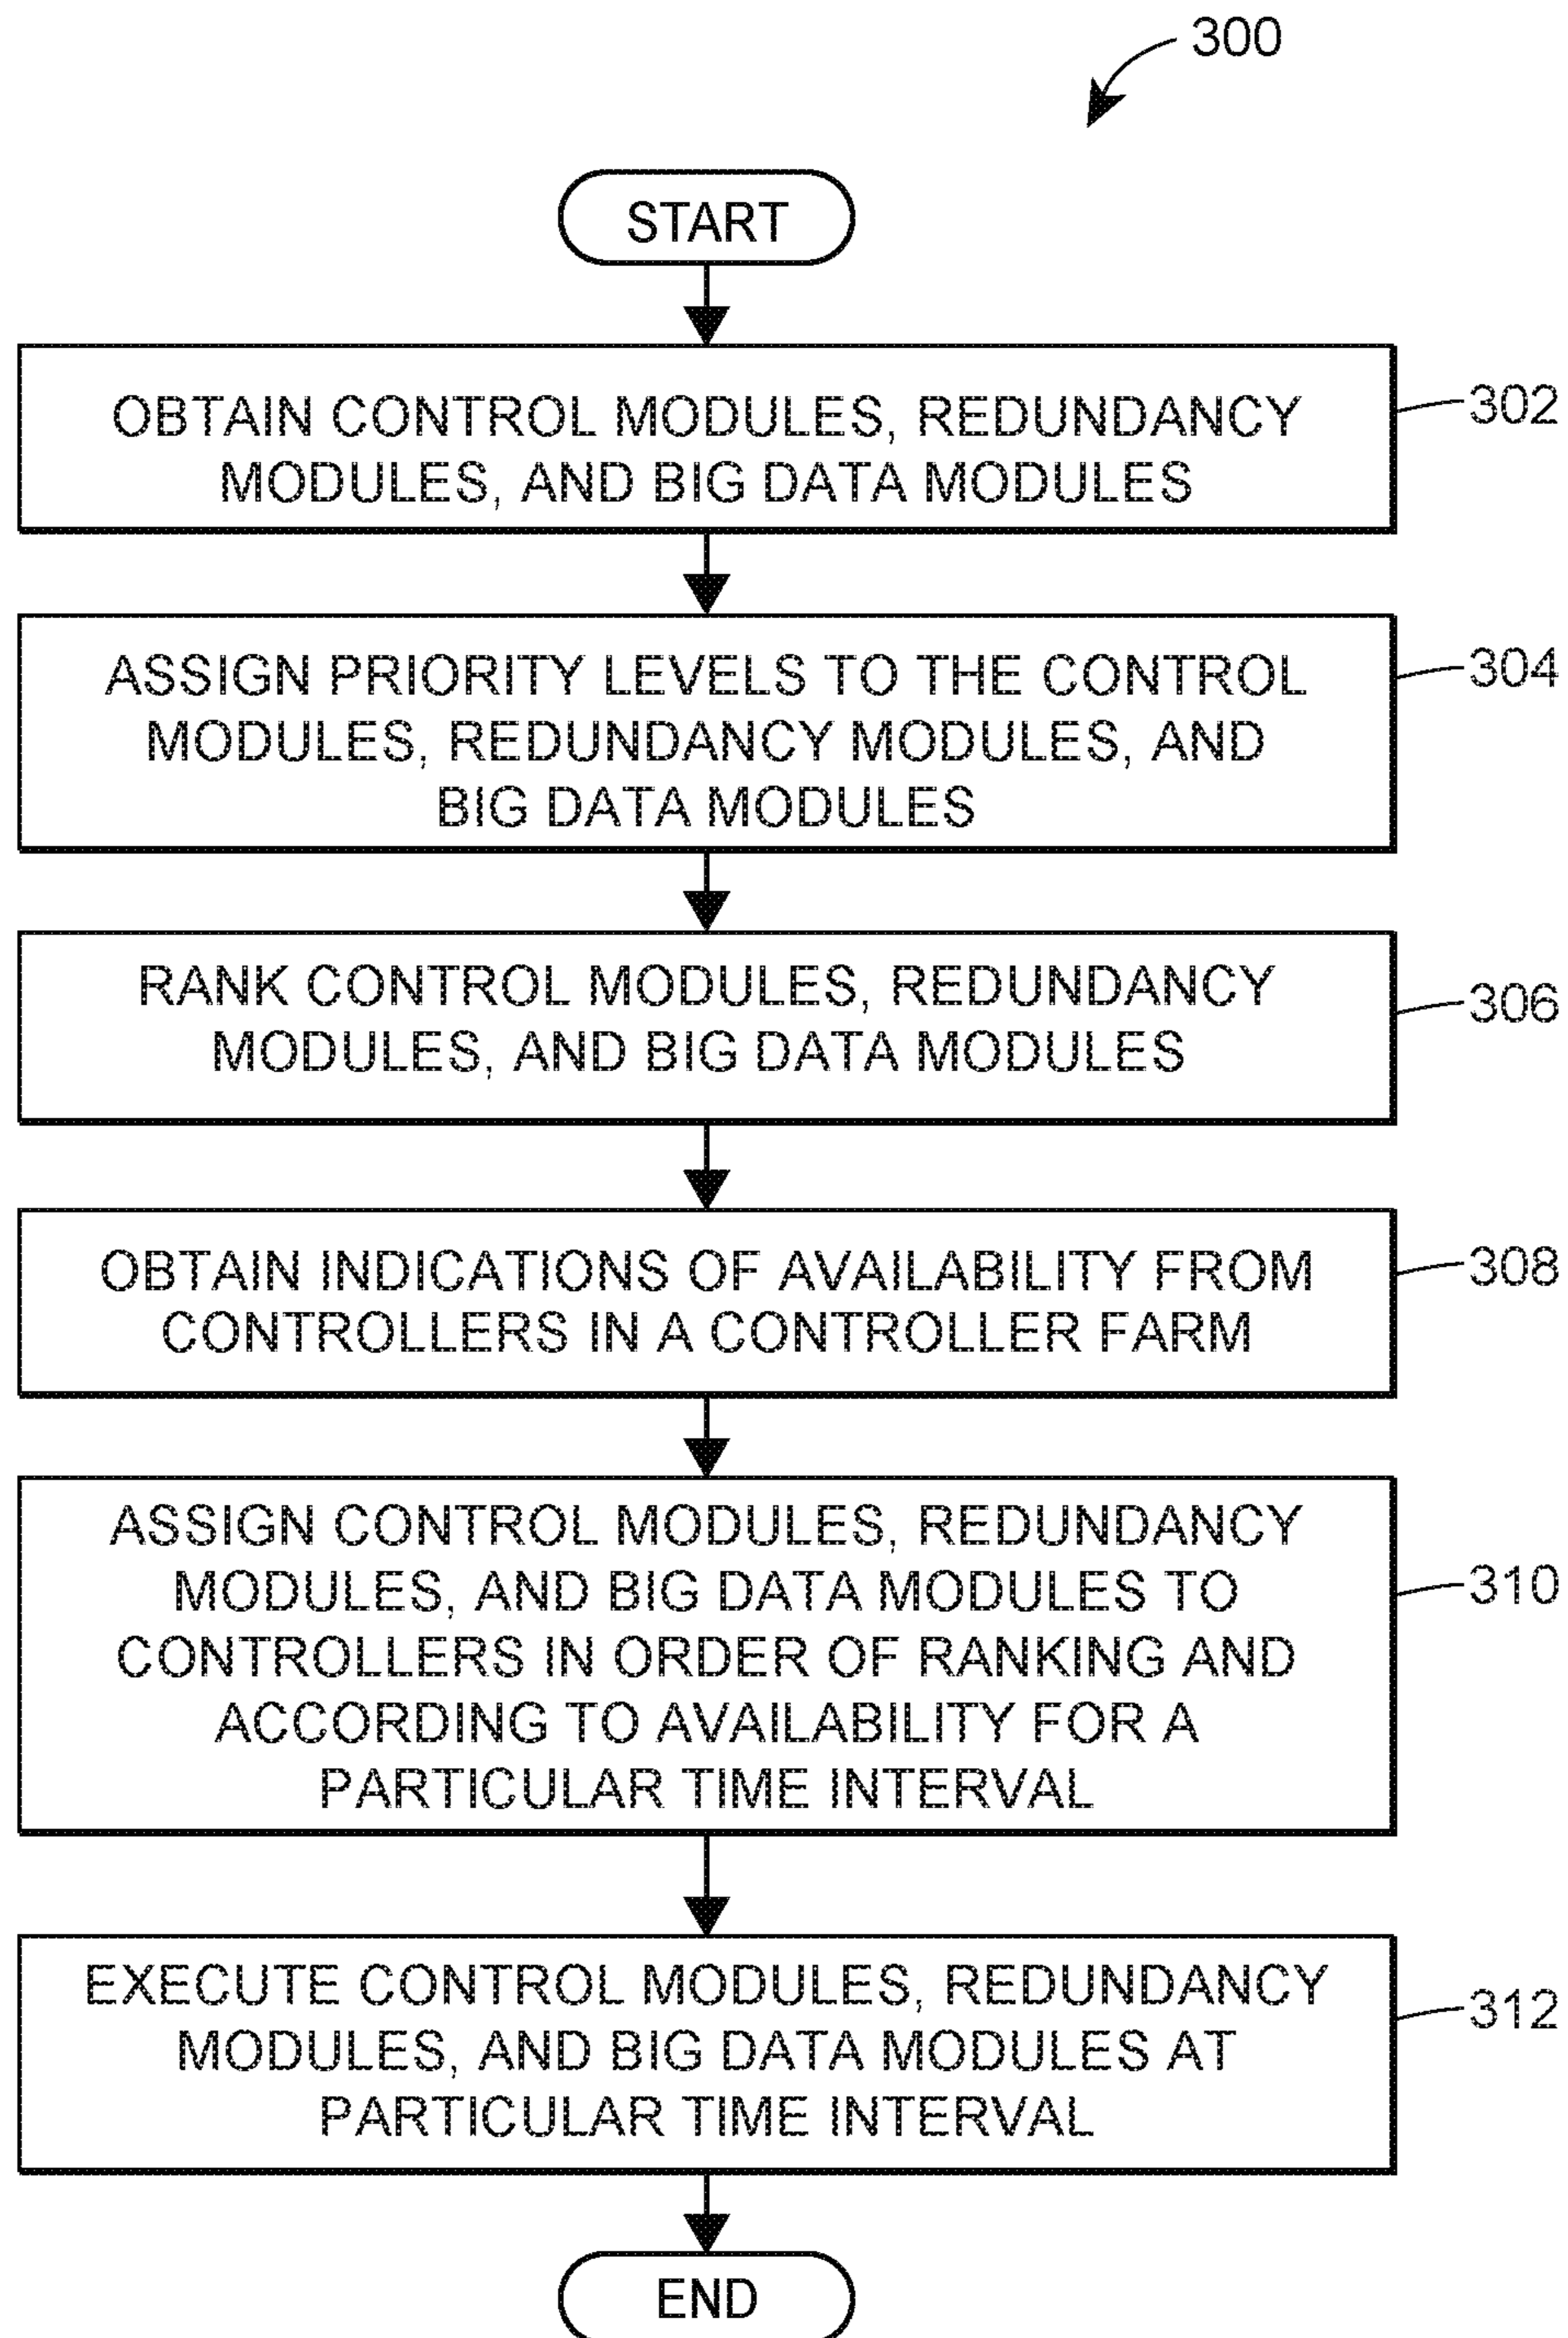 300
START
OBTAIN CONTROL MODULES, REDUNDANCY
MODULES, AND BIG DATA MODULES
302
ASSIGN PRIORITY LEVELS TO THE CONTROL
MODULES, REDUNDANCY MODULES, AND
BIG DATA MODULES
304
RANK CONTROL MODULES, REDUNDANCY
MODULES, AND BIG DATA MODULES
306
OBTAIN INDICATIONS OF AVAILABILITY FROM
CONTROLLERS IN A CONTROLLER FARM
308
ASSIGN CONTROL MODULES, REDUNDANCY
MODULES, AND BIG DATA MODULES TO
CONTROLLERS IN ORDER OF RANKING AND
ACCORDING TO AVAILABILITY FOR A
PARTICULAR TIME INTERVAL
310
EXECUTE CONTROL MODULES, REDUNDANCY
MODULES, AND BIG DATA MODULES AT
PARTICULAR TIME INTERVAL
312
END